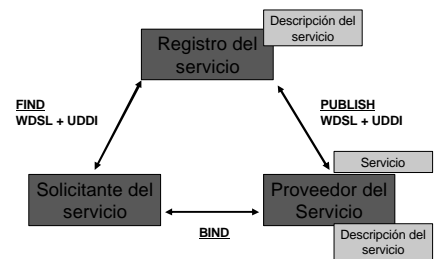 Descripción del
servicio
Registro del
servicio
FIND
WDSL + UDDI
PUBLISH
WDSL + UDDI
Servicio
Solicitante del
servicio
Proveedor del
Servicio
BIND
Descripción del
servicio